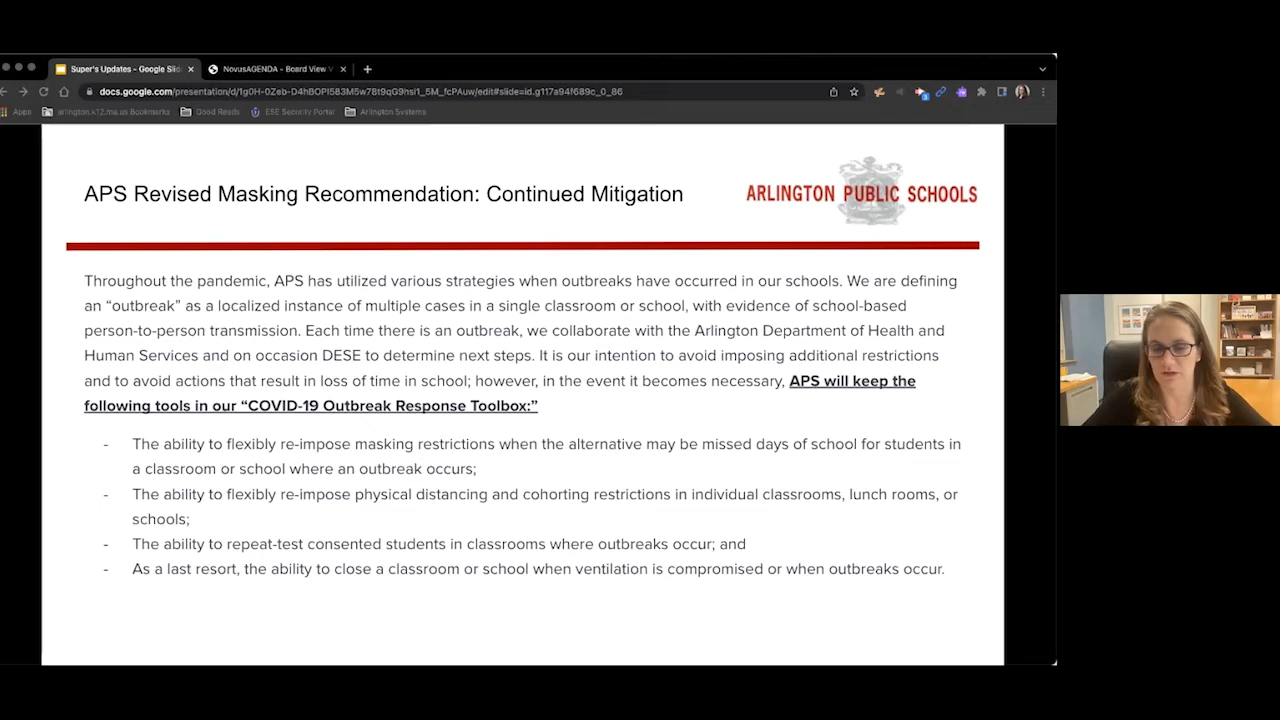 Super's Updates - Google Slid
NovusAGENDA - Board View V
docs.google.com/presentation/d/1g0H-0Zeb-D4hBOPI583M5w78t9qG9hsi1_5M_fcPAuw/edit#slide=id.g117a94f689c_0_86
Apps
arlington.k12.ma.us Bookmarks
Good Reads
ESE Security Portal
Arlington Systems
APS Revised Masking Recommendation: Continued Mitigation
ARLINGTON PUBLIC SCHOOLS
Throughout the pandemic, APS has utilized various strategies when outbreaks have occurred in our schools. We are defining
an “outbreak” as a localized instance of multiple cases in a single classroom or school, with evidence of school-based
person-to-person transmission. Each time there is an outbreak, we collaborate with the Arlington Department of Health and
Human Services and on occasion DESE to determine next steps. It is our intention to avoid imposing additional restrictions
and to avoid actions that result in loss of time in school; however, in the event it becomes necessary, APS will keep the
following tools in our “COVID-19 Outbreak Response Toolbox:”
- The ability to flexibly re-impose masking restrictions when the alternative may be missed days of school for students in
a classroom or school where an outbreak occurs;
- The ability to flexibly re-impose physical distancing and cohorting restrictions in individual classrooms, lunch rooms, or
schools;
- The ability to repeat-test consented students in classrooms where outbreaks occur; and
- As a last resort, the ability to close a classroom or school when ventilation is compromised or when outbreaks occur.